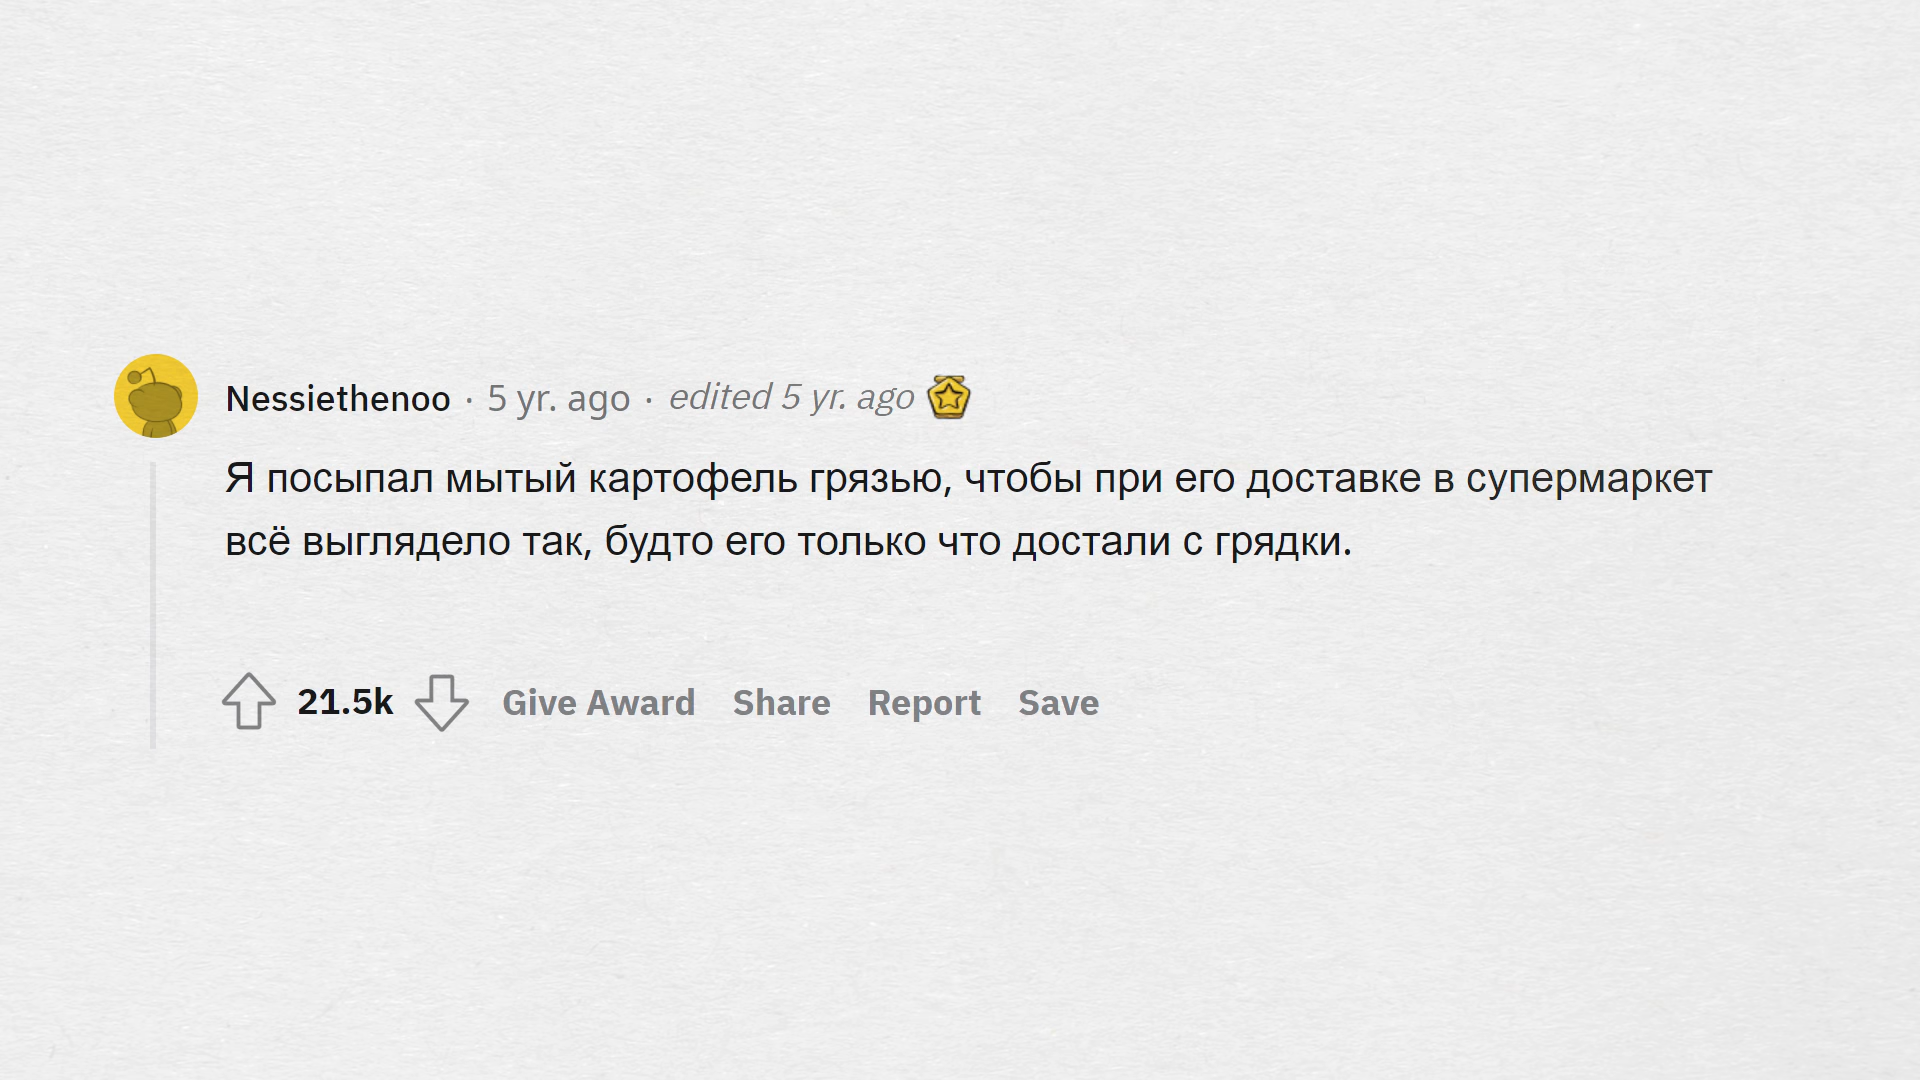 Nessiethenoo · 5 yr. ago · edited 5 yr. ago
Я посыпал мытый картофель грязью, чтобы при его доставке в супермаркет
всё выглядело так, будто его только что достали с грядки.
21.5k Give Award Share Report Save